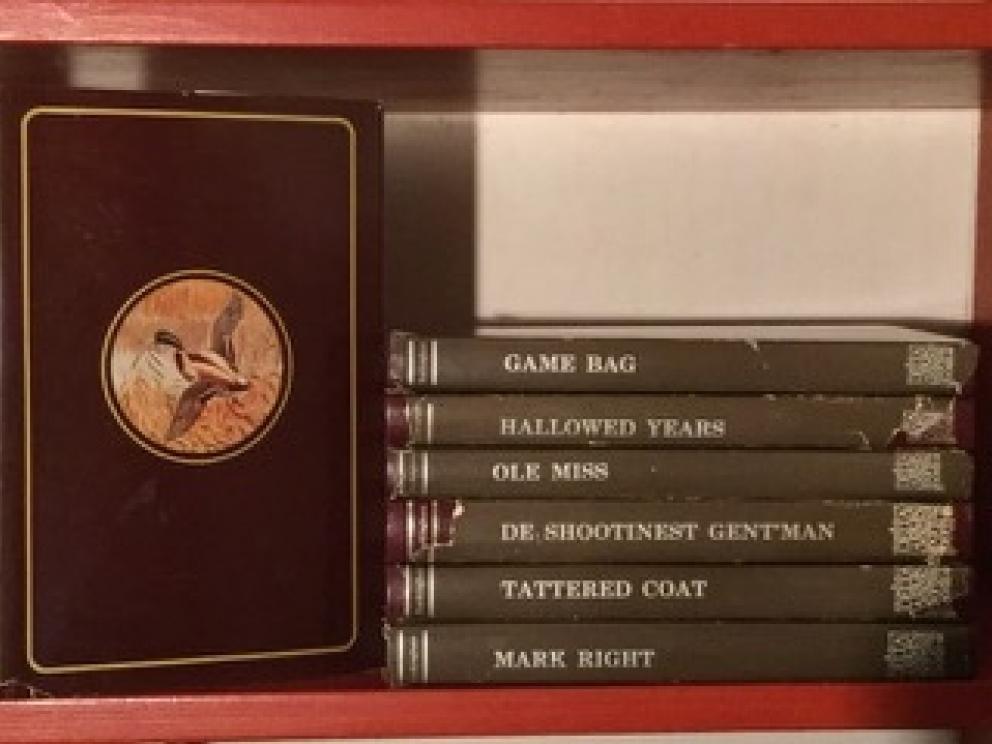 GAME BAG
HALLOWED YEARS
OLE MISS
DE SHOOTINEST GENT'MAN
TATTERED COAT
MARK RIGHT